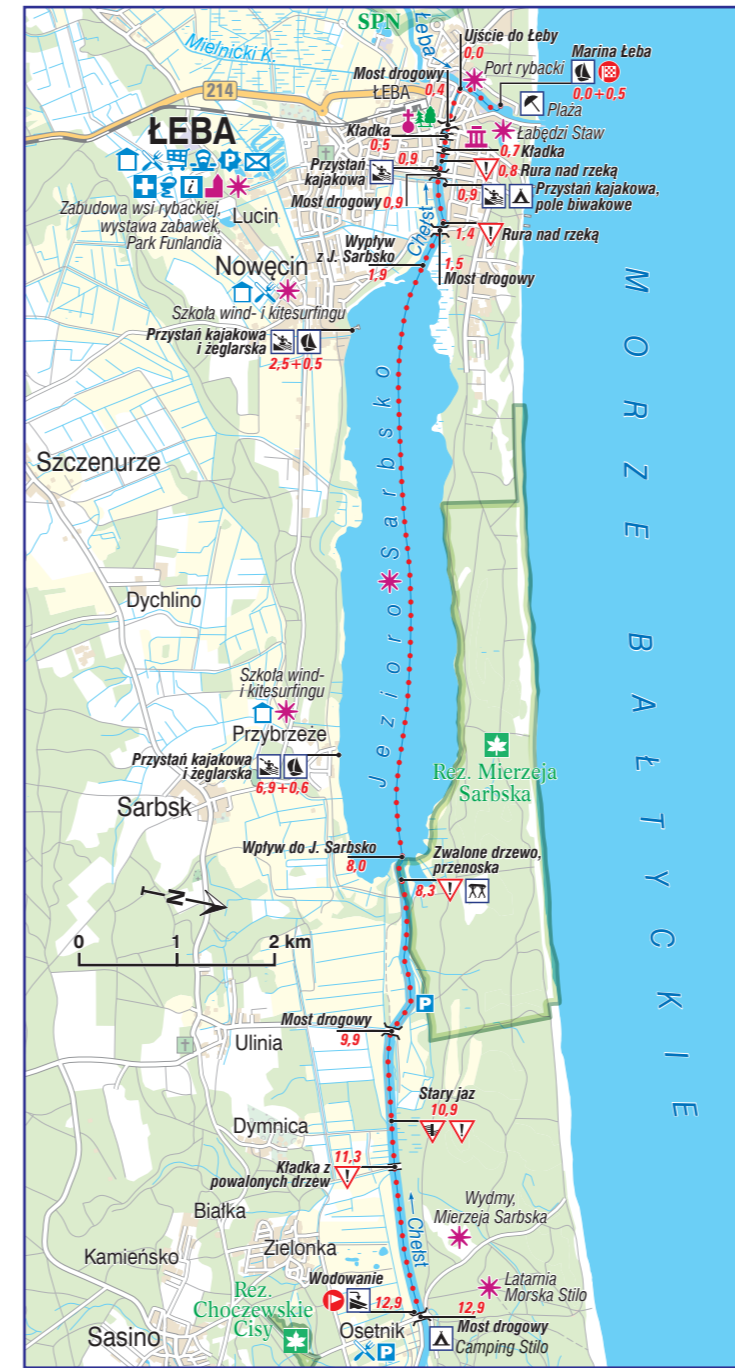 SPN
Łeba
Ujście do Łeby
0,0
Mielnicki K.
Port rybacki
Marina Łeba
0,0+0,5
Most drogowy
0,4
214
ŁEBA
Plaża
ŁEBA
Kładka
0,5
Łabędzi Staw
0,7 Kładka
0,8 Rura nad rzeką
Przystań
kajakowa
0,9
P
i
Most drogowy 0,9
0,9
Przystań kajakowa,
pole biwakowe
Zabudowa wsi rybackiej,
wystawa zabawek,
Park Funlandia
Lucin
Chełst
1,4
Rura nad rzeką
Wypływ
z J. Sarbsko
1,9
1,5
Most drogowy
Nowęcin
Szkoła wind- i kitesurfingu
Przystań kajakowa
i żeglarska
2,5+0,5
MORZE BAŁTYCKIE
Jezioro Sarbsko
Szczenurze
Dychlino
Szkoła wind-
i kitesurfingu
Przybrzeże
Przystań kajakowa
i żeglarska
6,9+0,6
Rez. Mierzeja
Sarbska
Sarbsk
Wpływ do J. Sarbsko
8,0
Zwalone drzewo,
przenoska
8,3
N
0 1 2 km
P
Most drogowy
9,9
Ulinia
Stary jaz
10,9
Dymnica
11,3
Kładka z
powalonych drzew
Białka
Wydmy,
Mierzeja Sarbska
Chełst
Kamieńsko
Zielonka
Latarnia
Morska Stilo
Wodowanie
12,9
12,9
Rez.
Choczewskie
Cisy
Most drogowy
Sasino
Osetnik
P
Camping Stilo